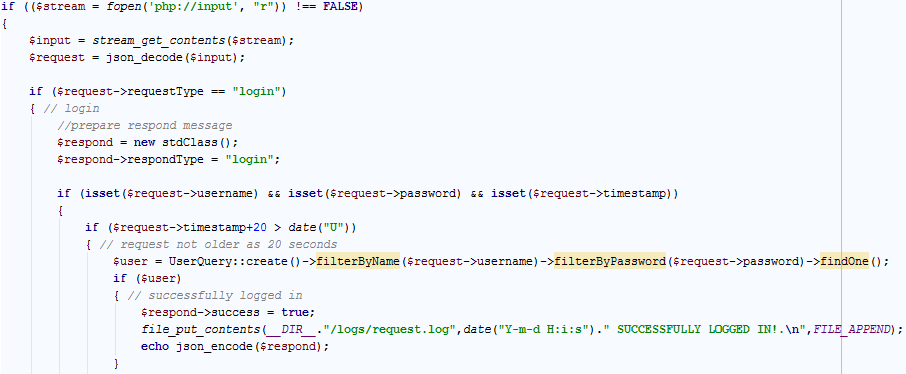 if (($stream = fopen('php://input', "r")) !== FALSE)
{
    $input = stream_get_contents($stream);
    $request = json_decode($input);

    if ($request->requestType == "login")
    { // login
        //prepare respond message
        $respond = new stdClass();
        $respond->respondType = "login";

        if (isset($request->username) && isset($request->password) && isset($request->timestamp))
        {
            if ($request->timestamp+20 > date("U"))
            { // request not older as 20 seconds
                $user = UserQuery::create()->filterByName($request->username)->filterByPassword($request->password)->findOne();
                if ($user)
                { // successfully logged in
                    $respond->success = true;
                    file_put_contents(__DIR__."/logs/request.log",date("Y-m-d H:i:s")." SUCCESSFULLY LOGGED IN!.\n",FILE_APPEND);
                    echo json_encode($respond);
                }